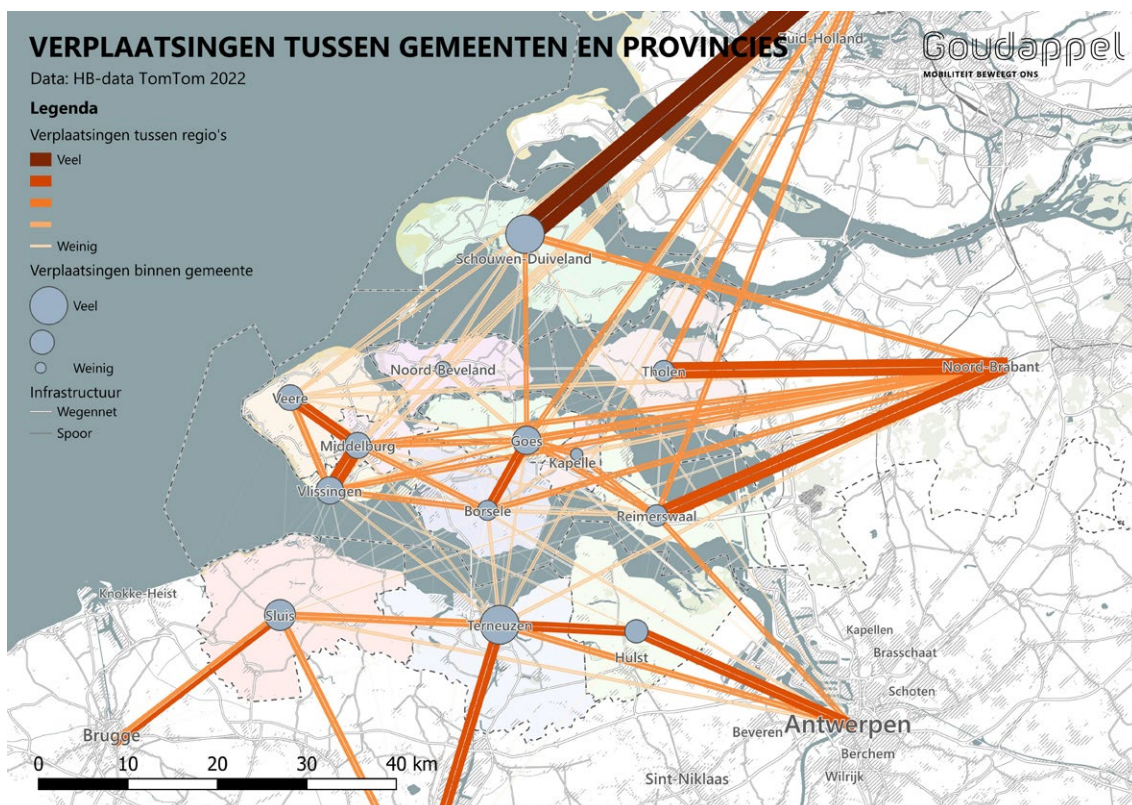 VERPLAATSINGEN TUSSEN GEMEENTEN EN PROVINCIES
Goudappel
MOBILITEIT BEWEEGT ONS
Data: HB-data TomTom 2022
Legenda
Verplaatsingen tussen regio's
Veel
Weinig
Verplaatsingen binnen gemeente
Veel
Weinig
Infrastructuur
Wegennet
Spoor
Zuid-Holland
Schouwen-Duiveland
Noord-Beveland
Tholen
Noord-Brabant
Veere
Middelburg
Goes
Kapelle
Vlissingen
Borsele
Reimerswaal
Knokke-Heist
Sluis
Terneuzen
Hulst
Kapellen
Brasschaat
Schoten
Antwerpen
Brugge
Beveren
Berchem
Sint-Niklaas
Wilrijk
0 10 20 30 40 km